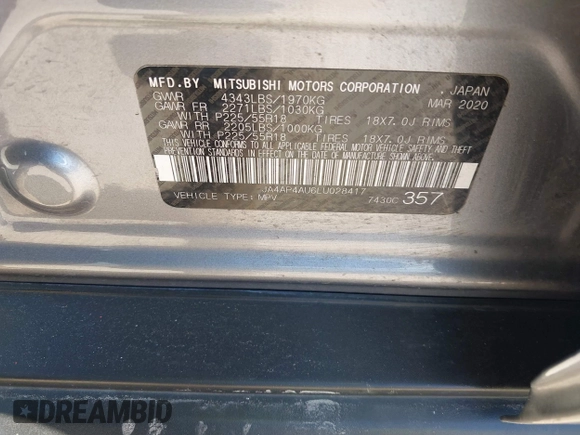 MFD.BY MITSUBISHI MOTORS CORPORATION , JAPAN
GVWR 4343LBS/1970KG MAR 2020
GAWR FR 2271LBS/1030KG
WITH P225/55R18 TIRES 18X7.0J RIMS
GAWR RR 2205LBS/1000KG
WITH P225/55R18 TIRES 18X7.0J RIMS
THIS VEHICLE CONFORMS TO ALL APPLICABLE FEDERAL MOTOR VEHICLE SAFETY, BUMPER AND THEFT
PREVENTION STANDARDS IN EFFECT ON THE DATE OF MANUFACTURE SHOWN ABOVE.
JA4AP4AU6LU028417
VEHICLE TYPE: MPV 7430C 357
DREAMBID